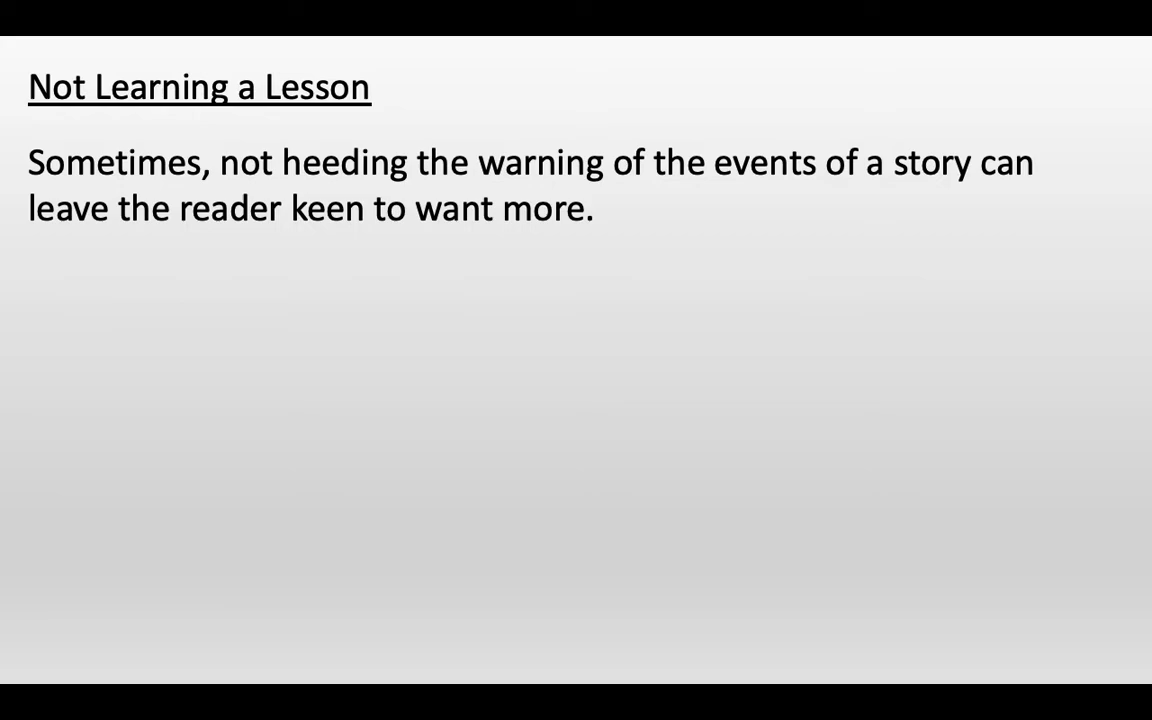 Not Learning a Lesson
Sometimes, not heeding the warning of the events of a story can
leave the reader keen to want more.